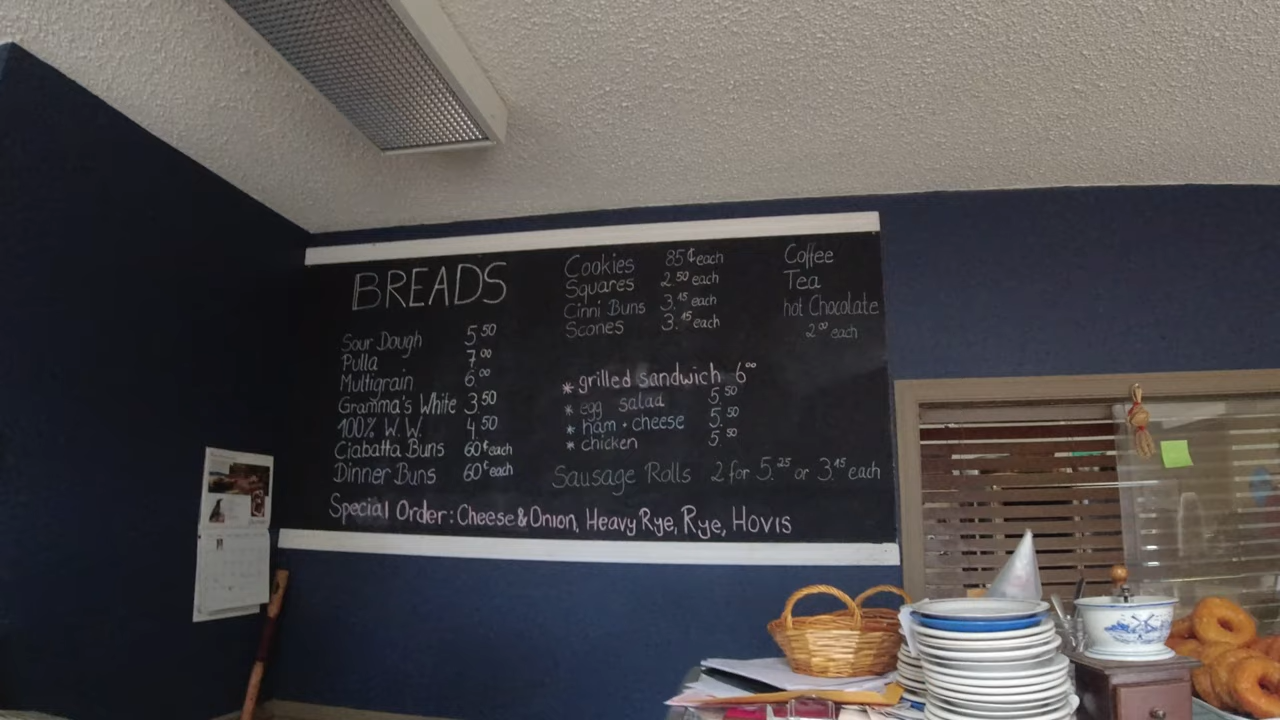 BREADS
Sour Dough 5.50
Pulla 7.00
Multigrain 6.00
Gramma's White 3.50
100% W.W. 4.50
Ciabatta Buns 60¢ each
Dinner Buns 60¢ each
Cookies 85¢ each
Squares 2.50 each
Cinni Buns 3.15 each
Scones 3.15 each
Coffee
Tea
hot Chocolate
2.00 each
* grilled sandwich 6.00
* egg salad 5.50
* ham + cheese 5.50
* chicken 5.50
Sausage Rolls 2 for 5.25 or 3.15 each
Special Order: Cheese & Onion, Heavy Rye, Rye, Hovis